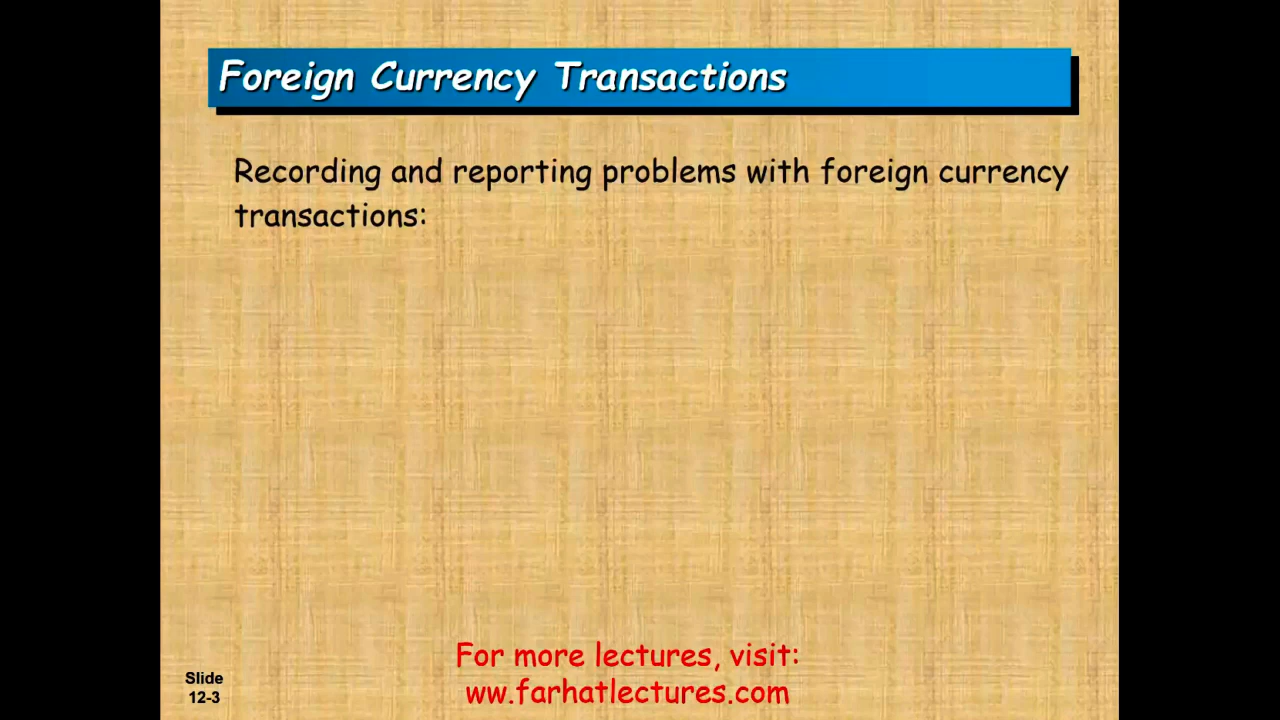 Foreign Currency Transactions
Recording and reporting problems with foreign currency
transactions:
For more lectures, visit:
ww.farhatlectures.com
Slide
12-3